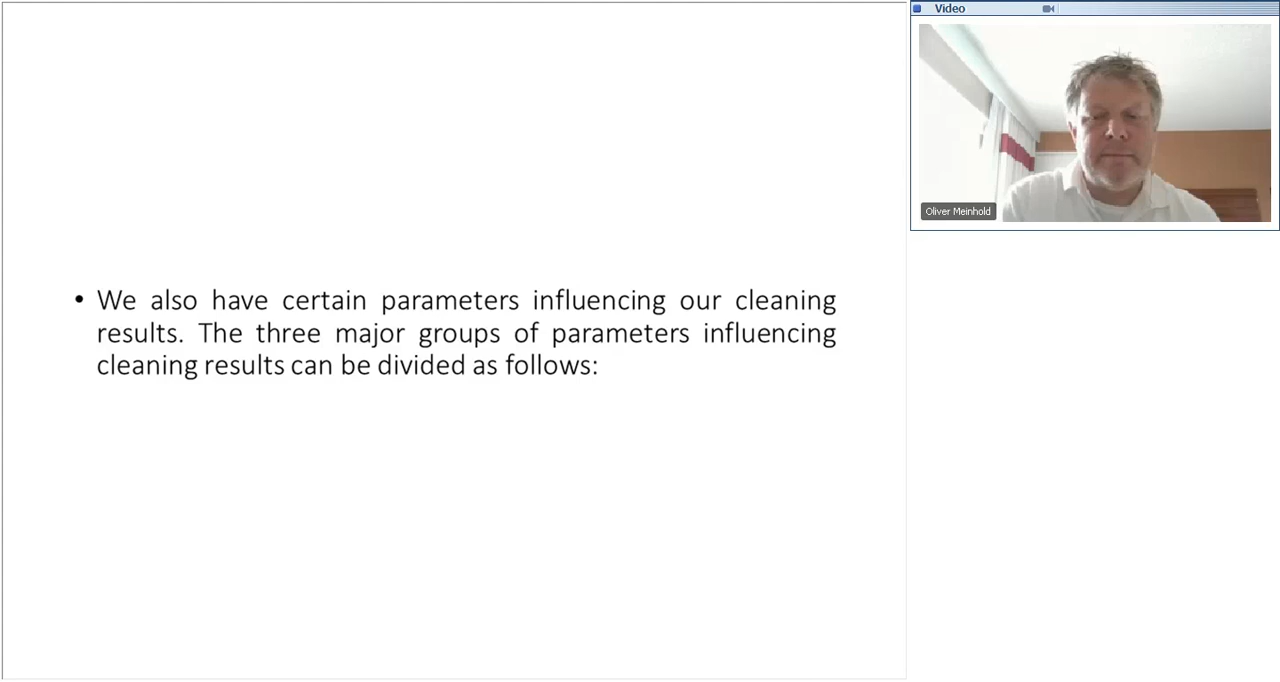 Video
Oliver Meinhold
• We also have certain parameters influencing our cleaning
results. The three major groups of parameters influencing
cleaning results can be divided as follows: